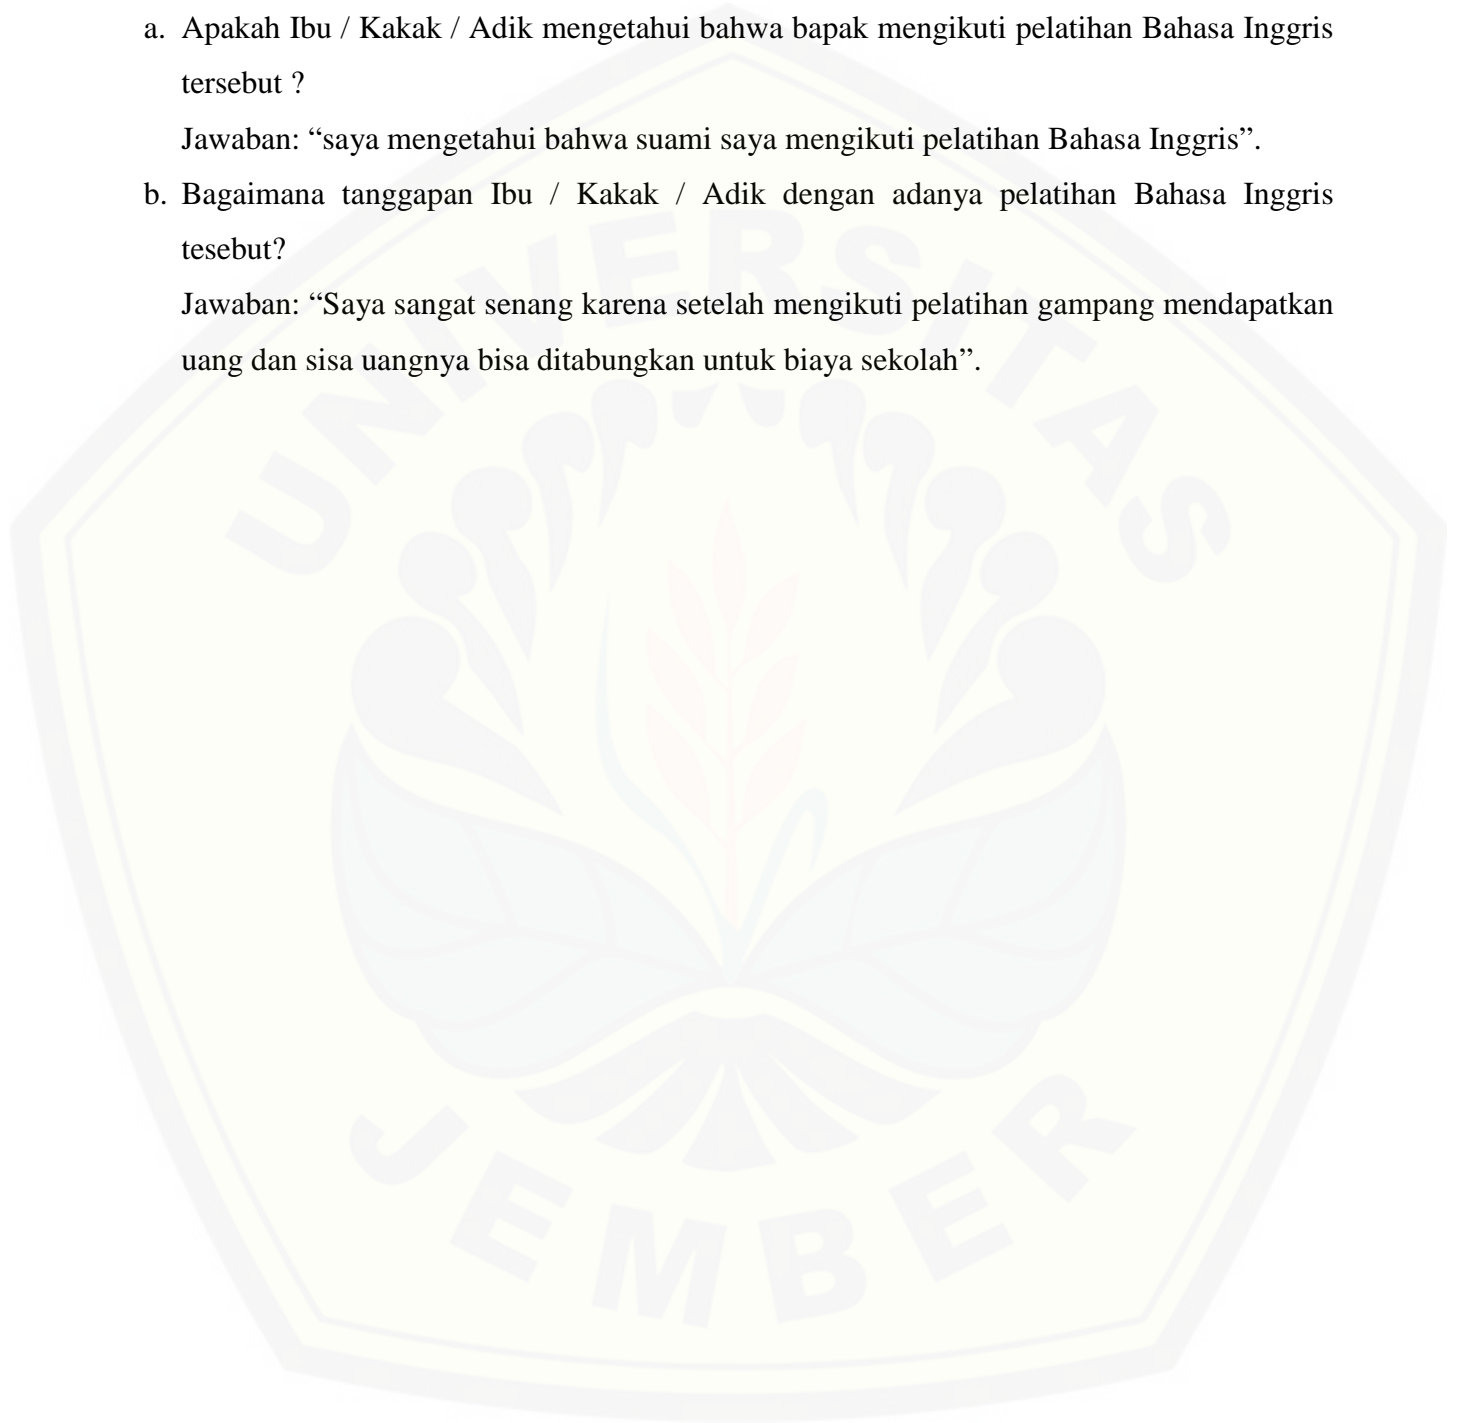 a. Apakah Ibu / Kakak / Adik mengetahui bahwa bapak mengikuti pelatihan Bahasa Inggris
tersebut ?
Jawaban: “saya mengetahui bahwa suami saya mengikuti pelatihan Bahasa Inggris”.
b. Bagaimana tanggapan Ibu / Kakak / Adik dengan adanya pelatihan Bahasa Inggris
tesebut?
Jawaban: “Saya sangat senang karena setelah mengikuti pelatihan gampang mendapatkan
uang dan sisa uangnya bisa ditabungkan untuk biaya sekolah”.
UNIVERSITAS
JEMBER